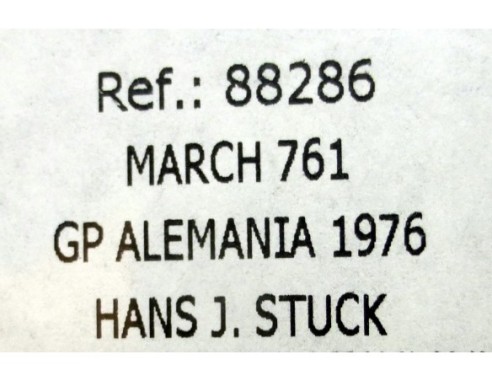 Ref.: 88286
MARCH 761
GP ALEMANIA 1976
HANS J. STUCK